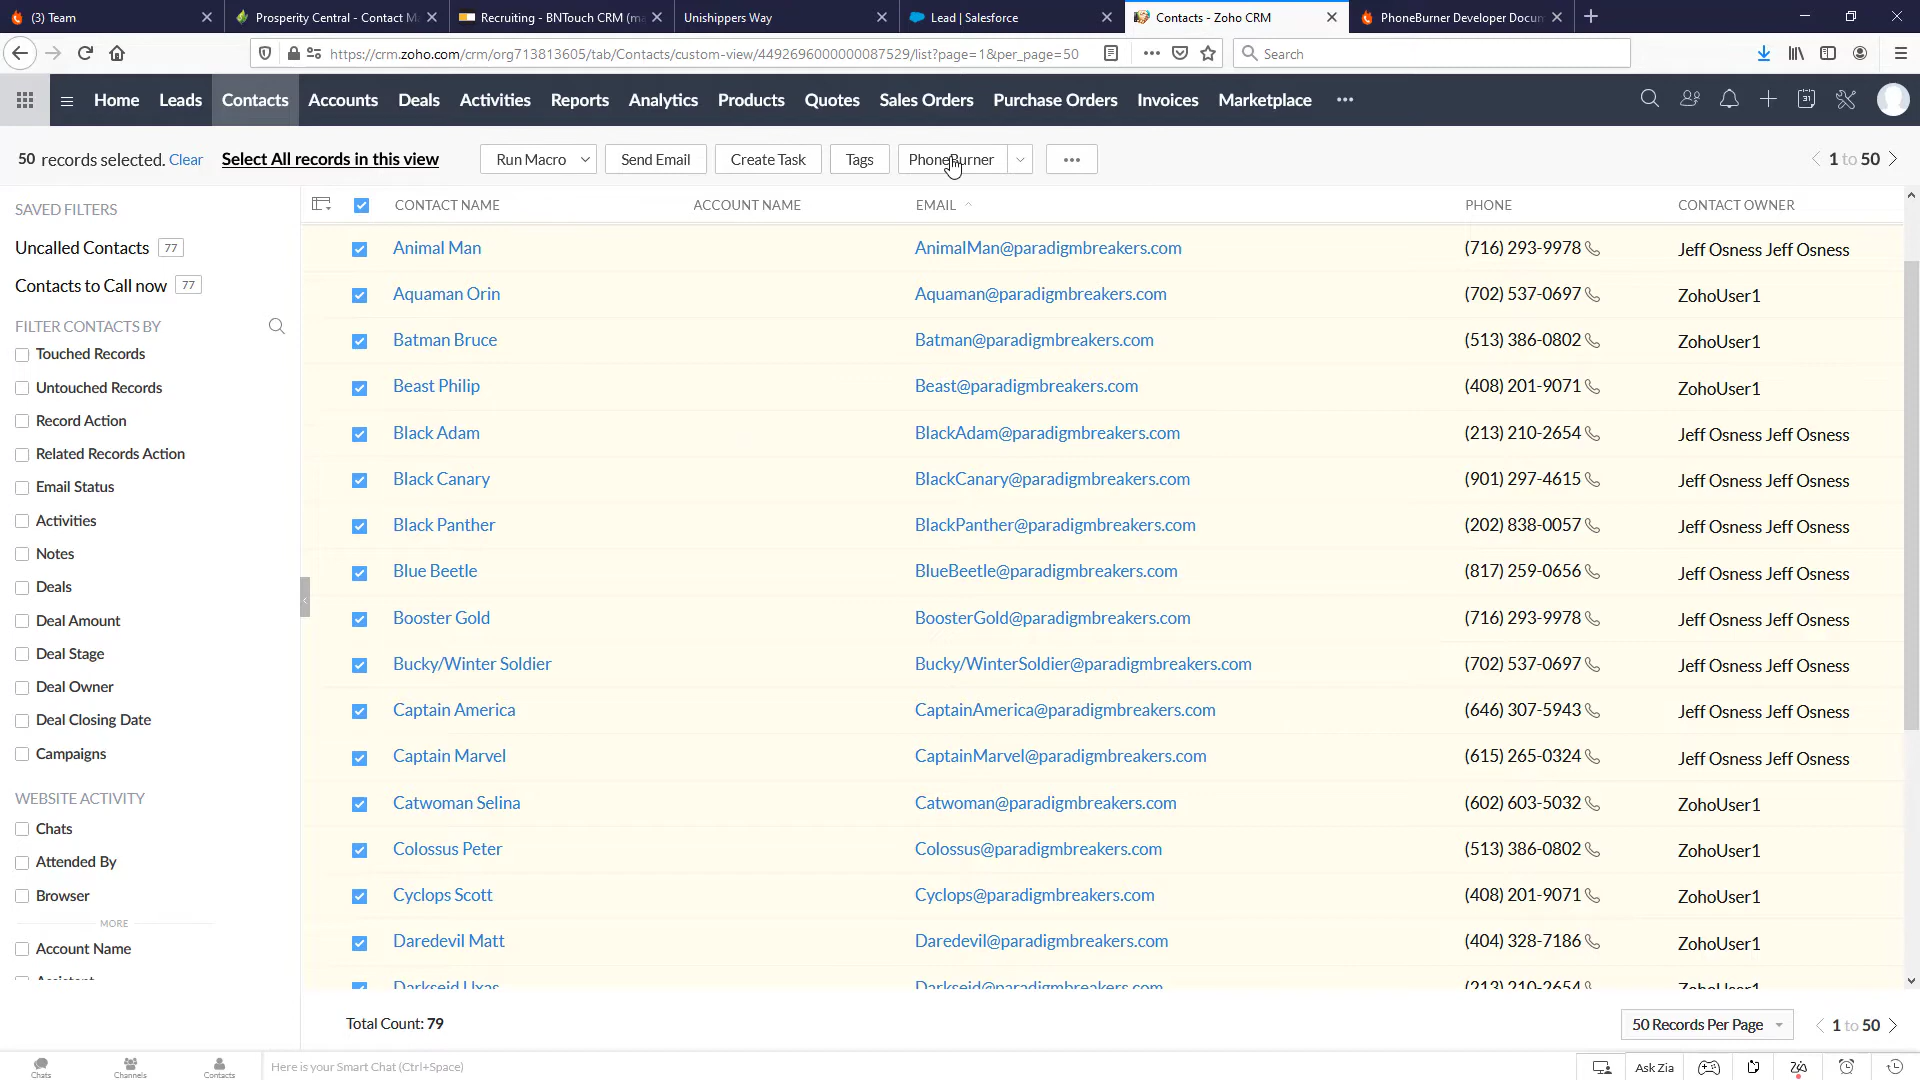 (3) Team
Prosperity Central - Contact M
Recruiting - BNTouch CRM (m
Unishippers Way
Lead | Salesforce
Contacts - Zoho CRM
PhoneBurner Developer Docum
https://crm.zoho.com/crm/org713813605/tab/Contacts/custom-view/4492696000000087529/list?page=1&per_page=50
Search
Home Leads Contacts Accounts Deals Activities Reports Analytics Products Quotes Sales Orders Purchase Orders Invoices Marketplace
50 records selected. Clear Select All records in this view Run Macro Send Email Create Task Tags PhoneBurner 1 to 50
SAVED FILTERS
Uncalled Contacts 77
Contacts to Call now 77
FILTER CONTACTS BY
Touched Records
Untouched Records
Record Action
Related Records Action
Email Status
Activities
Notes
Deals
Deal Amount
Deal Stage
Deal Owner
Deal Closing Date
Campaigns
WEBSITE ACTIVITY
Chats
Attended By
Browser
MORE
Account Name
Assistant
CONTACT NAME ACCOUNT NAME EMAIL PHONE CONTACT OWNER
Animal Man AnimalMan@paradigmbreakers.com (716) 293-9978 Jeff Osness Jeff Osness
Aquaman Orin Aquaman@paradigmbreakers.com (702) 537-0697 ZohoUser1
Batman Bruce Batman@paradigmbreakers.com (513) 386-0802 ZohoUser1
Beast Philip Beast@paradigmbreakers.com (408) 201-9071 ZohoUser1
Black Adam BlackAdam@paradigmbreakers.com (213) 210-2654 Jeff Osness Jeff Osness
Black Canary BlackCanary@paradigmbreakers.com (901) 297-4615 Jeff Osness Jeff Osness
Black Panther BlackPanther@paradigmbreakers.com (202) 838-0057 Jeff Osness Jeff Osness
Blue Beetle BlueBeetle@paradigmbreakers.com (817) 259-0656 Jeff Osness Jeff Osness
Booster Gold BoosterGold@paradigmbreakers.com (716) 293-9978 Jeff Osness Jeff Osness
Bucky/Winter Soldier Bucky/WinterSoldier@paradigmbreakers.com (702) 537-0697 Jeff Osness Jeff Osness
Captain America CaptainAmerica@paradigmbreakers.com (646) 307-5943 Jeff Osness Jeff Osness
Captain Marvel CaptainMarvel@paradigmbreakers.com (615) 265-0324 Jeff Osness Jeff Osness
Catwoman Selina Catwoman@paradigmbreakers.com (602) 603-5032 ZohoUser1
Colossus Peter Colossus@paradigmbreakers.com (513) 386-0802 ZohoUser1
Cyclops Scott Cyclops@paradigmbreakers.com (408) 201-9071 ZohoUser1
Daredevil Matt Daredevil@paradigmbreakers.com (404) 328-7186 ZohoUser1
Darkseid Uxas Darkseid@paradigmbreakers.com (213) 210-2654 ZohoUser1
Total Count: 79 50 Records Per Page 1 to 50
Chats Channels Contacts Here is your Smart Chat (Ctrl+Space) Ask Zia